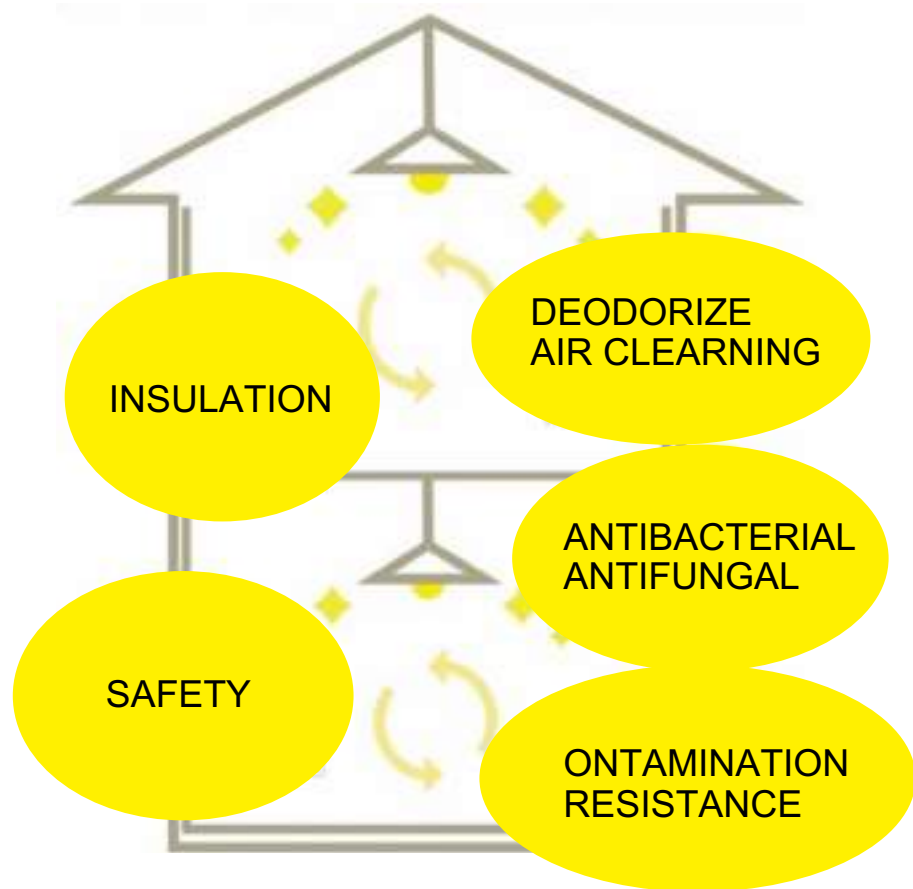 INSULATION
DEODORIZE
AIR CLEARNING
ANTIBACTERIAL
ANTIFUNGAL
SAFETY
ONTAMINATION
RESISTANCE